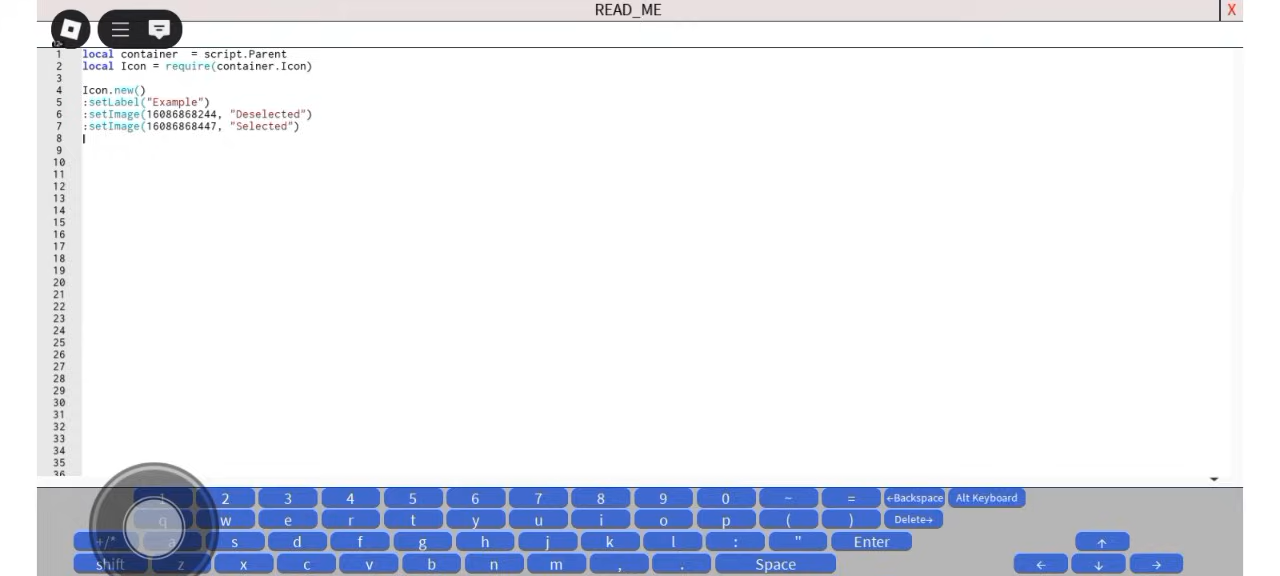 READ_ME
X
1 local container  = script.Parent
2 local Icon = require(container.Icon)
3
4 Icon.new()
5 :setLabel("Example")
6 :setImage(16086868244, "Deselected")
7 :setImage(16086868447, "Selected")
8
9
10
11
12
13
14
15
16
17
18
19
20
21
22
23
24
25
26
27
28
29
30
31
32
33
34
35
36
1 2 3 4 5 6 7 8 9 0 ~ = ←Backspace Alt Keyboard
q w e r t y u i o p ( ) Delete→
+/* a s d f g h j k l : " Enter ↑
shift z x c v b n m , . Space ← ↓ →